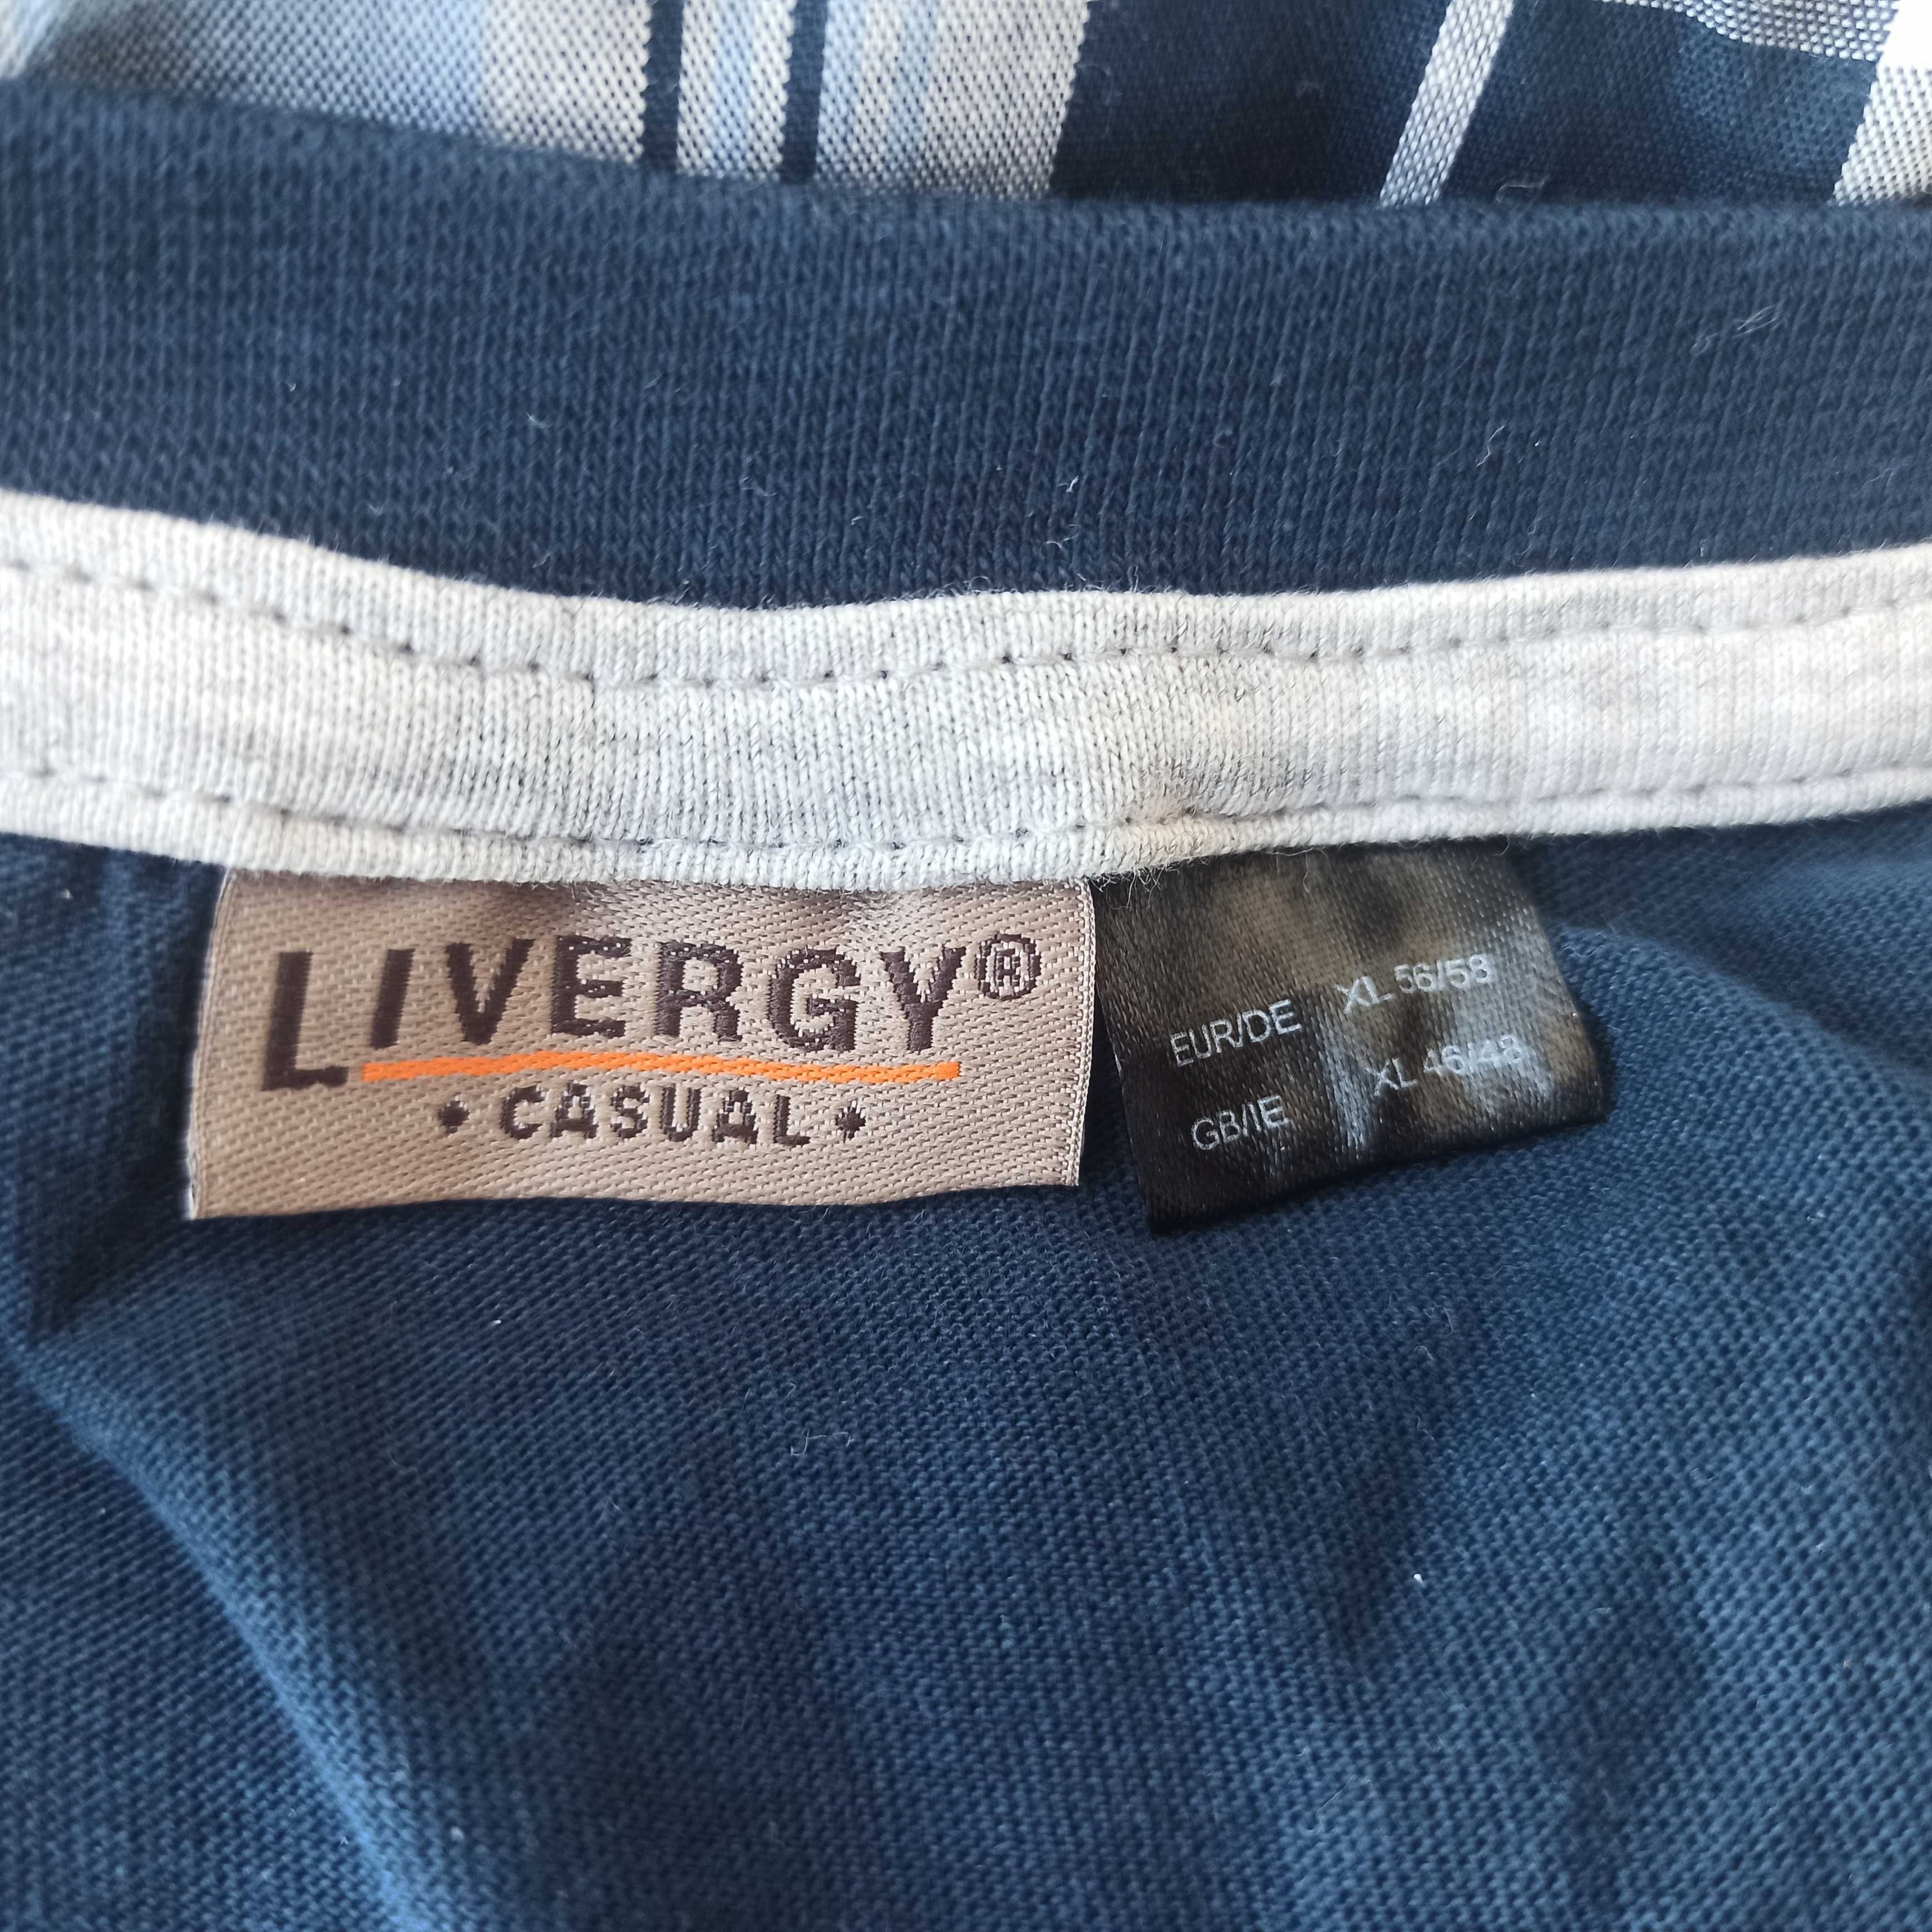 LIVERGY®
• CASUAL •
EUR/DE XL 56/58
GB/IE XL 46/48